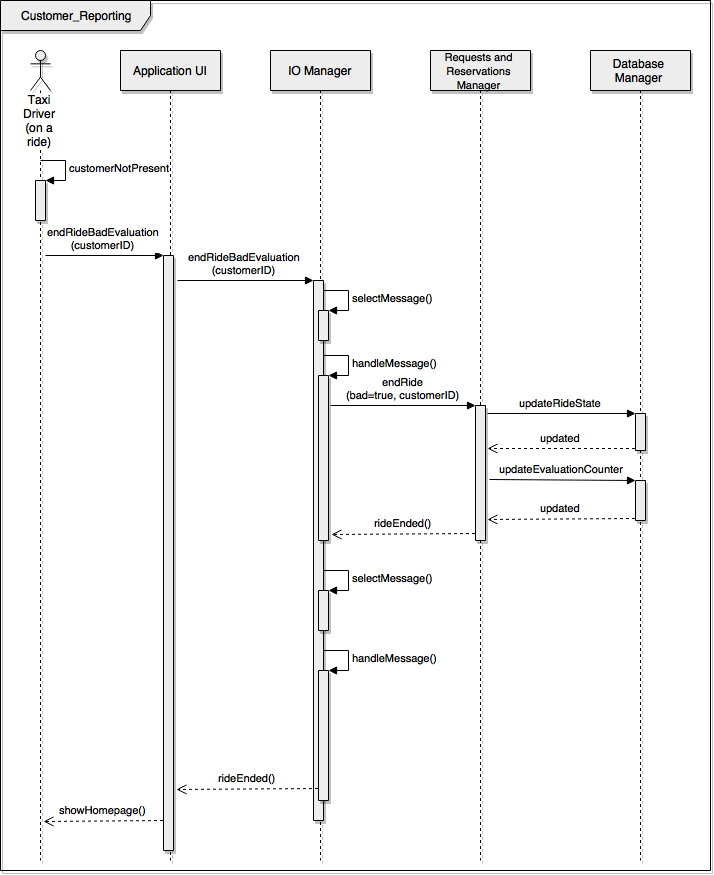 Customer_Reporting
Application UI
IO Manager
Requests and
Reservations
Manager
Database
Manager
Taxi
Driver
(on a
ride)
customerNotPresent
endRideBadEvaluation
(customerID)
endRideBadEvaluation
(customerID)
selectMessage()
handleMessage()
endRide
(bad=true, customerID)
updateRideState
updated
updateEvaluationCounter
updated
rideEnded()
selectMessage()
handleMessage()
rideEnded()
showHomepage()